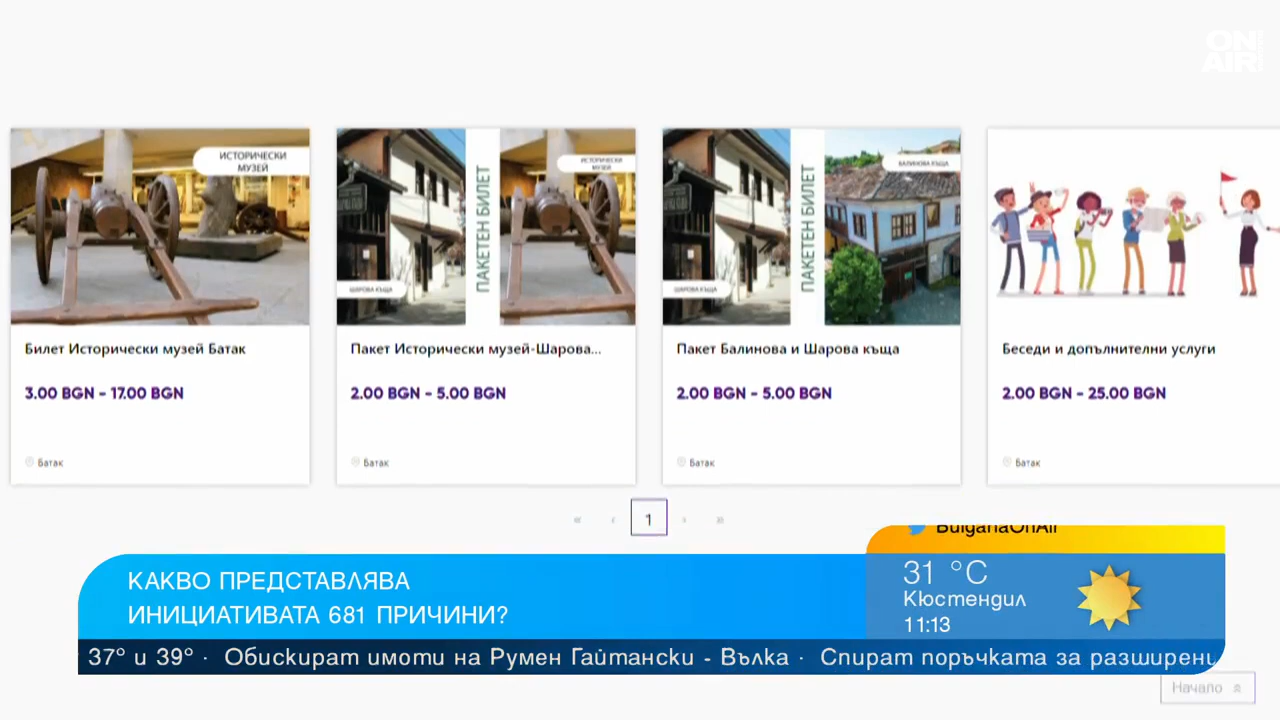 ON
AIR
ИСТОРИЧЕСКИ
МУЗЕЙ
ПАКЕТЕН БИЛЕТ
ИСТОРИЧЕСКИ
МУЗЕЙ
ШАРОВА КЪЩА
ПАКЕТЕН БИЛЕТ
БАЛИНОВА КЪЩА
ШАРОВА КЪЩА
Билет Исторически музей Батак
Пакет Исторически музей-Шарова...
Пакет Балинова и Шарова къща
Беседи и допълнителни услуги
3.00 BGN – 17.00 BGN
2.00 BGN – 5.00 BGN
2.00 BGN – 5.00 BGN
2.00 BGN – 25.00 BGN
Батак
Батак
Батак
Батак
« ‹ 1 › »
BulgariaOnAir
КАКВО ПРЕДСТАВЛЯВА
ИНИЦИАТИВАТА 681 ПРИЧИНИ?
31 °C
Кюстендил
11:13
37° и 39° · Обискират имоти на Румен Гайтански - Вълка · Спират поръчката за разширени
Начало